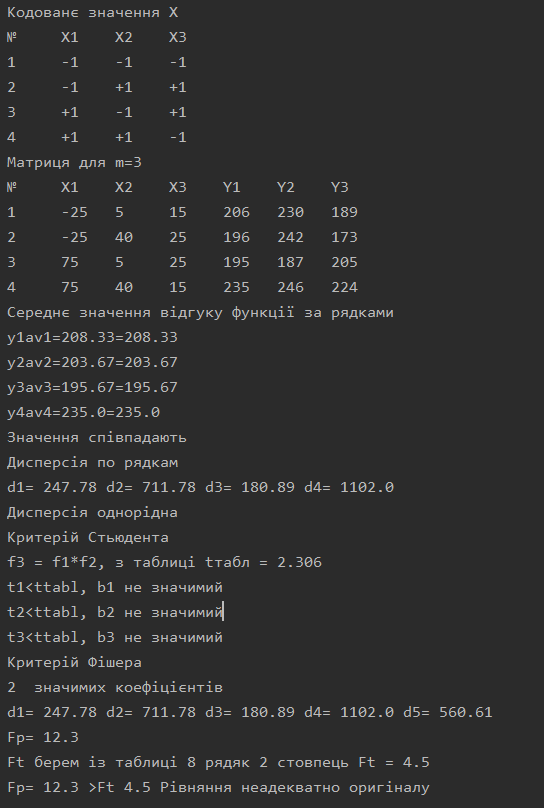 Кодованє значення X
№ X1 X2 X3
1 -1 -1 -1
2 -1 +1 +1
3 +1 -1 +1
4 +1 +1 -1
Матриця для m=3
№ X1 X2 X3 Y1 Y2 Y3
1 -25 5 15 206 230 189
2 -25 40 25 196 242 173
3 75 5 25 195 187 205
4 75 40 15 235 246 224
Середнє значення відгуку функції за рядками
y1av1=208.33=208.33
y2av2=203.67=203.67
y3av3=195.67=195.67
y4av4=235.0=235.0
Значення співпадають
Дисперсія по рядкам
d1= 247.78 d2= 711.78 d3= 180.89 d4= 1102.0
Дисперсія однорідна
Критерій Стьюдента
f3 = f1*f2, з таблиці tтабл = 2.306
t1<ttabl, b1 не значимий
t2<ttabl, b2 не значимий
t3<ttabl, b3 не значимий
Критерій Фішера
2  значимих коефіцієнтів
d1= 247.78 d2= 711.78 d3= 180.89 d4= 1102.0 d5= 560.61
Fp= 12.3
Ft берем із таблиці 8 рядяк 2 стовпець Ft = 4.5
Fp= 12.3 >Ft 4.5 Рівняння неадекватно оригіналу